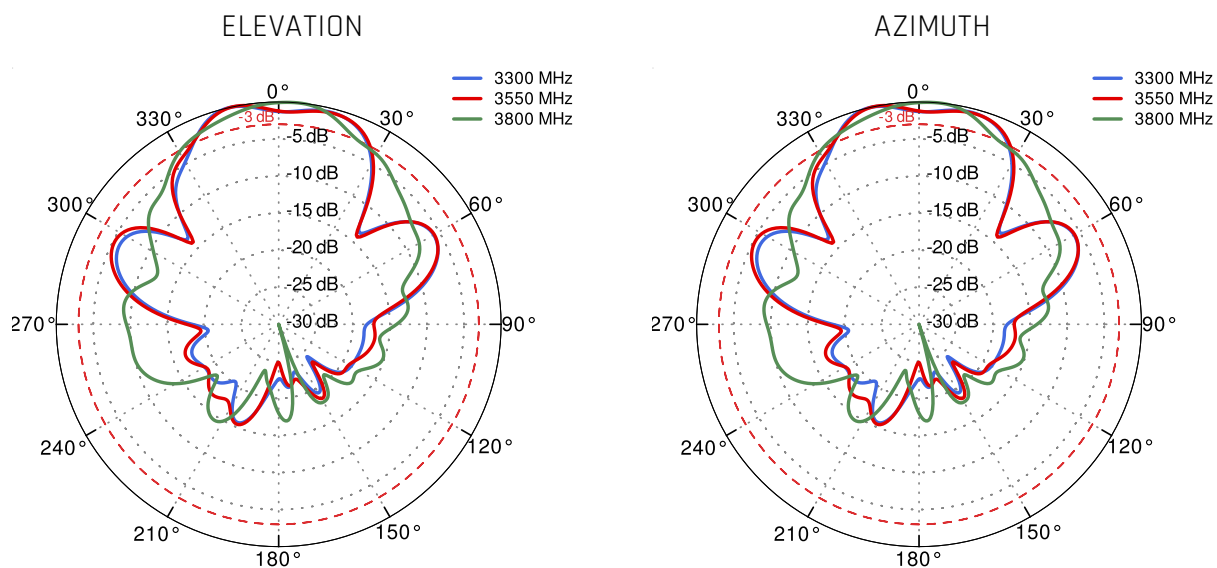 ELEVATION
3300 MHz
3550 MHz
3800 MHz
0°
-3 dB
330°
30°
-5 dB
-10 dB
300°
60°
-15 dB
-20 dB
-25 dB
270°
-30 dB
90°
240°
120°
210°
150°
180°
AZIMUTH
3300 MHz
3550 MHz
3800 MHz
0°
-3 dB
330°
30°
-5 dB
-10 dB
300°
60°
-15 dB
-20 dB
-25 dB
270°
-30 dB
90°
240°
120°
210°
150°
180°